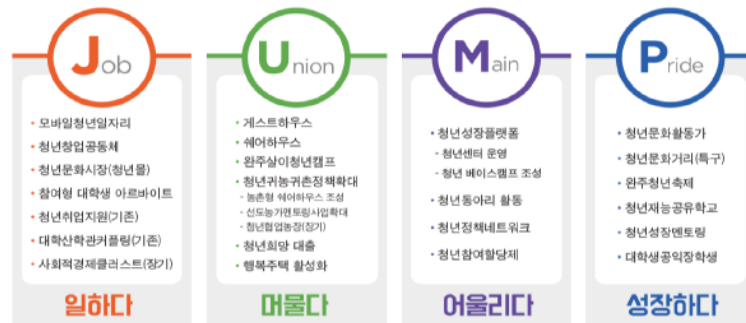 Job
• 모바일청년일자리
• 청년창업공동체
• 청년문화시장(청년몰)
• 참여형 대학생 아르바이트
• 청년취업지원(기존)
• 대학산학관커플링(기존)
• 사회적경제클러스트(장기)
일하다
Union
• 게스트하우스
• 쉐어하우스
• 완주살이청년캠프
• 청년귀농귀촌정책확대
- 농촌형 쉐어하우스 조성
- 선도농가멘토링사업확대
- 청년협업농장(장기)
• 청년희망 대출
• 행복주택 활성화
머물다
Main
• 청년성장플랫폼
- 청년센터 운영
- 청년 베이스캠프 조성
• 청년동아리 활동
• 청년정책네트워크
• 청년참여할당제
어울리다
Pride
• 청년문화활동가
• 청년문화거리(특구)
• 완주청년축제
• 청년재능공유학교
• 청년성장멘토링
• 대학생공익장학생
성장하다